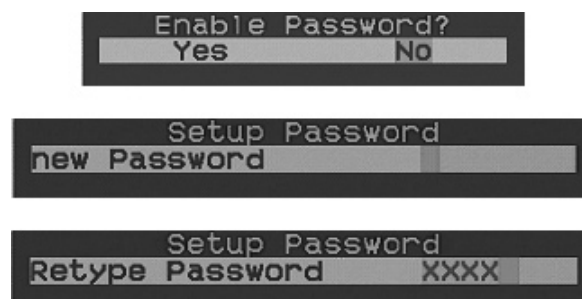 Enable Password?
Yes No
Setup Password
new Password
Setup Password
Retype Password XXXX